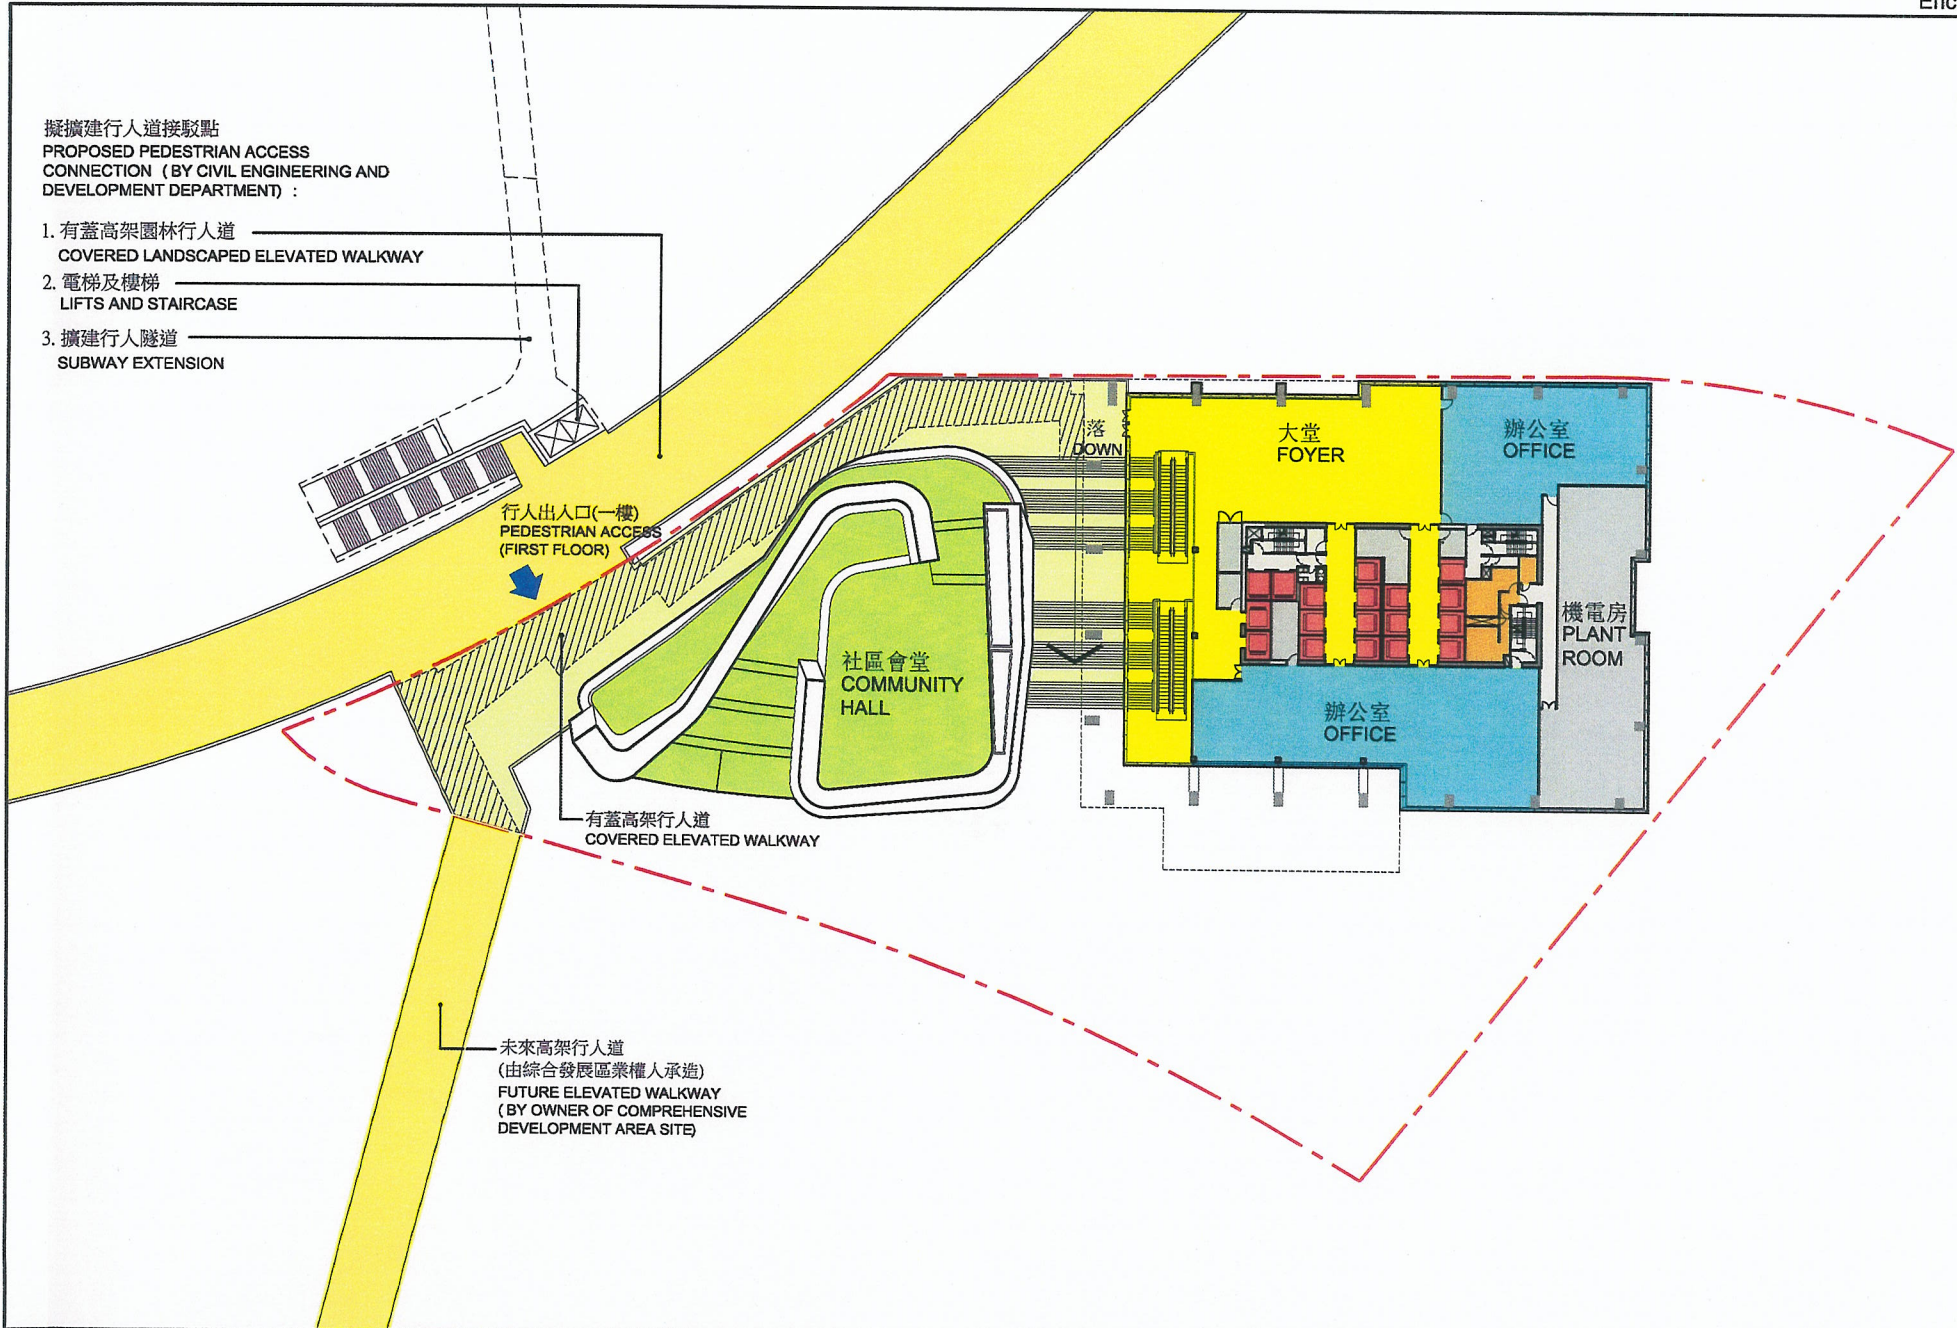 Enc
擬擴建行人道接駁點
PROPOSED PEDESTRIAN ACCESS
CONNECTION ( BY CIVIL ENGINEERING AND
DEVELOPMENT DEPARTMENT) :
1. 有蓋高架園林行人道
COVERED LANDSCAPED ELEVATED WALKWAY
2. 電梯及樓梯
LIFTS AND STAIRCASE
3. 擴建行人隧道
SUBWAY EXTENSION
行人出入口(一樓)
PEDESTRIAN ACCESS
(FIRST FLOOR)
落
DOWN
大堂
FOYER
辦公室
OFFICE
社區會堂
COMMUNITY
HALL
機電房
PLANT
ROOM
辦公室
OFFICE
有蓋高架行人道
COVERED ELEVATED WALKWAY
未來高架行人道
(由綜合發展區業權人承造)
FUTURE ELEVATED WALKWAY
( BY OWNER OF COMPREHENSIVE
DEVELOPMENT AREA SITE)